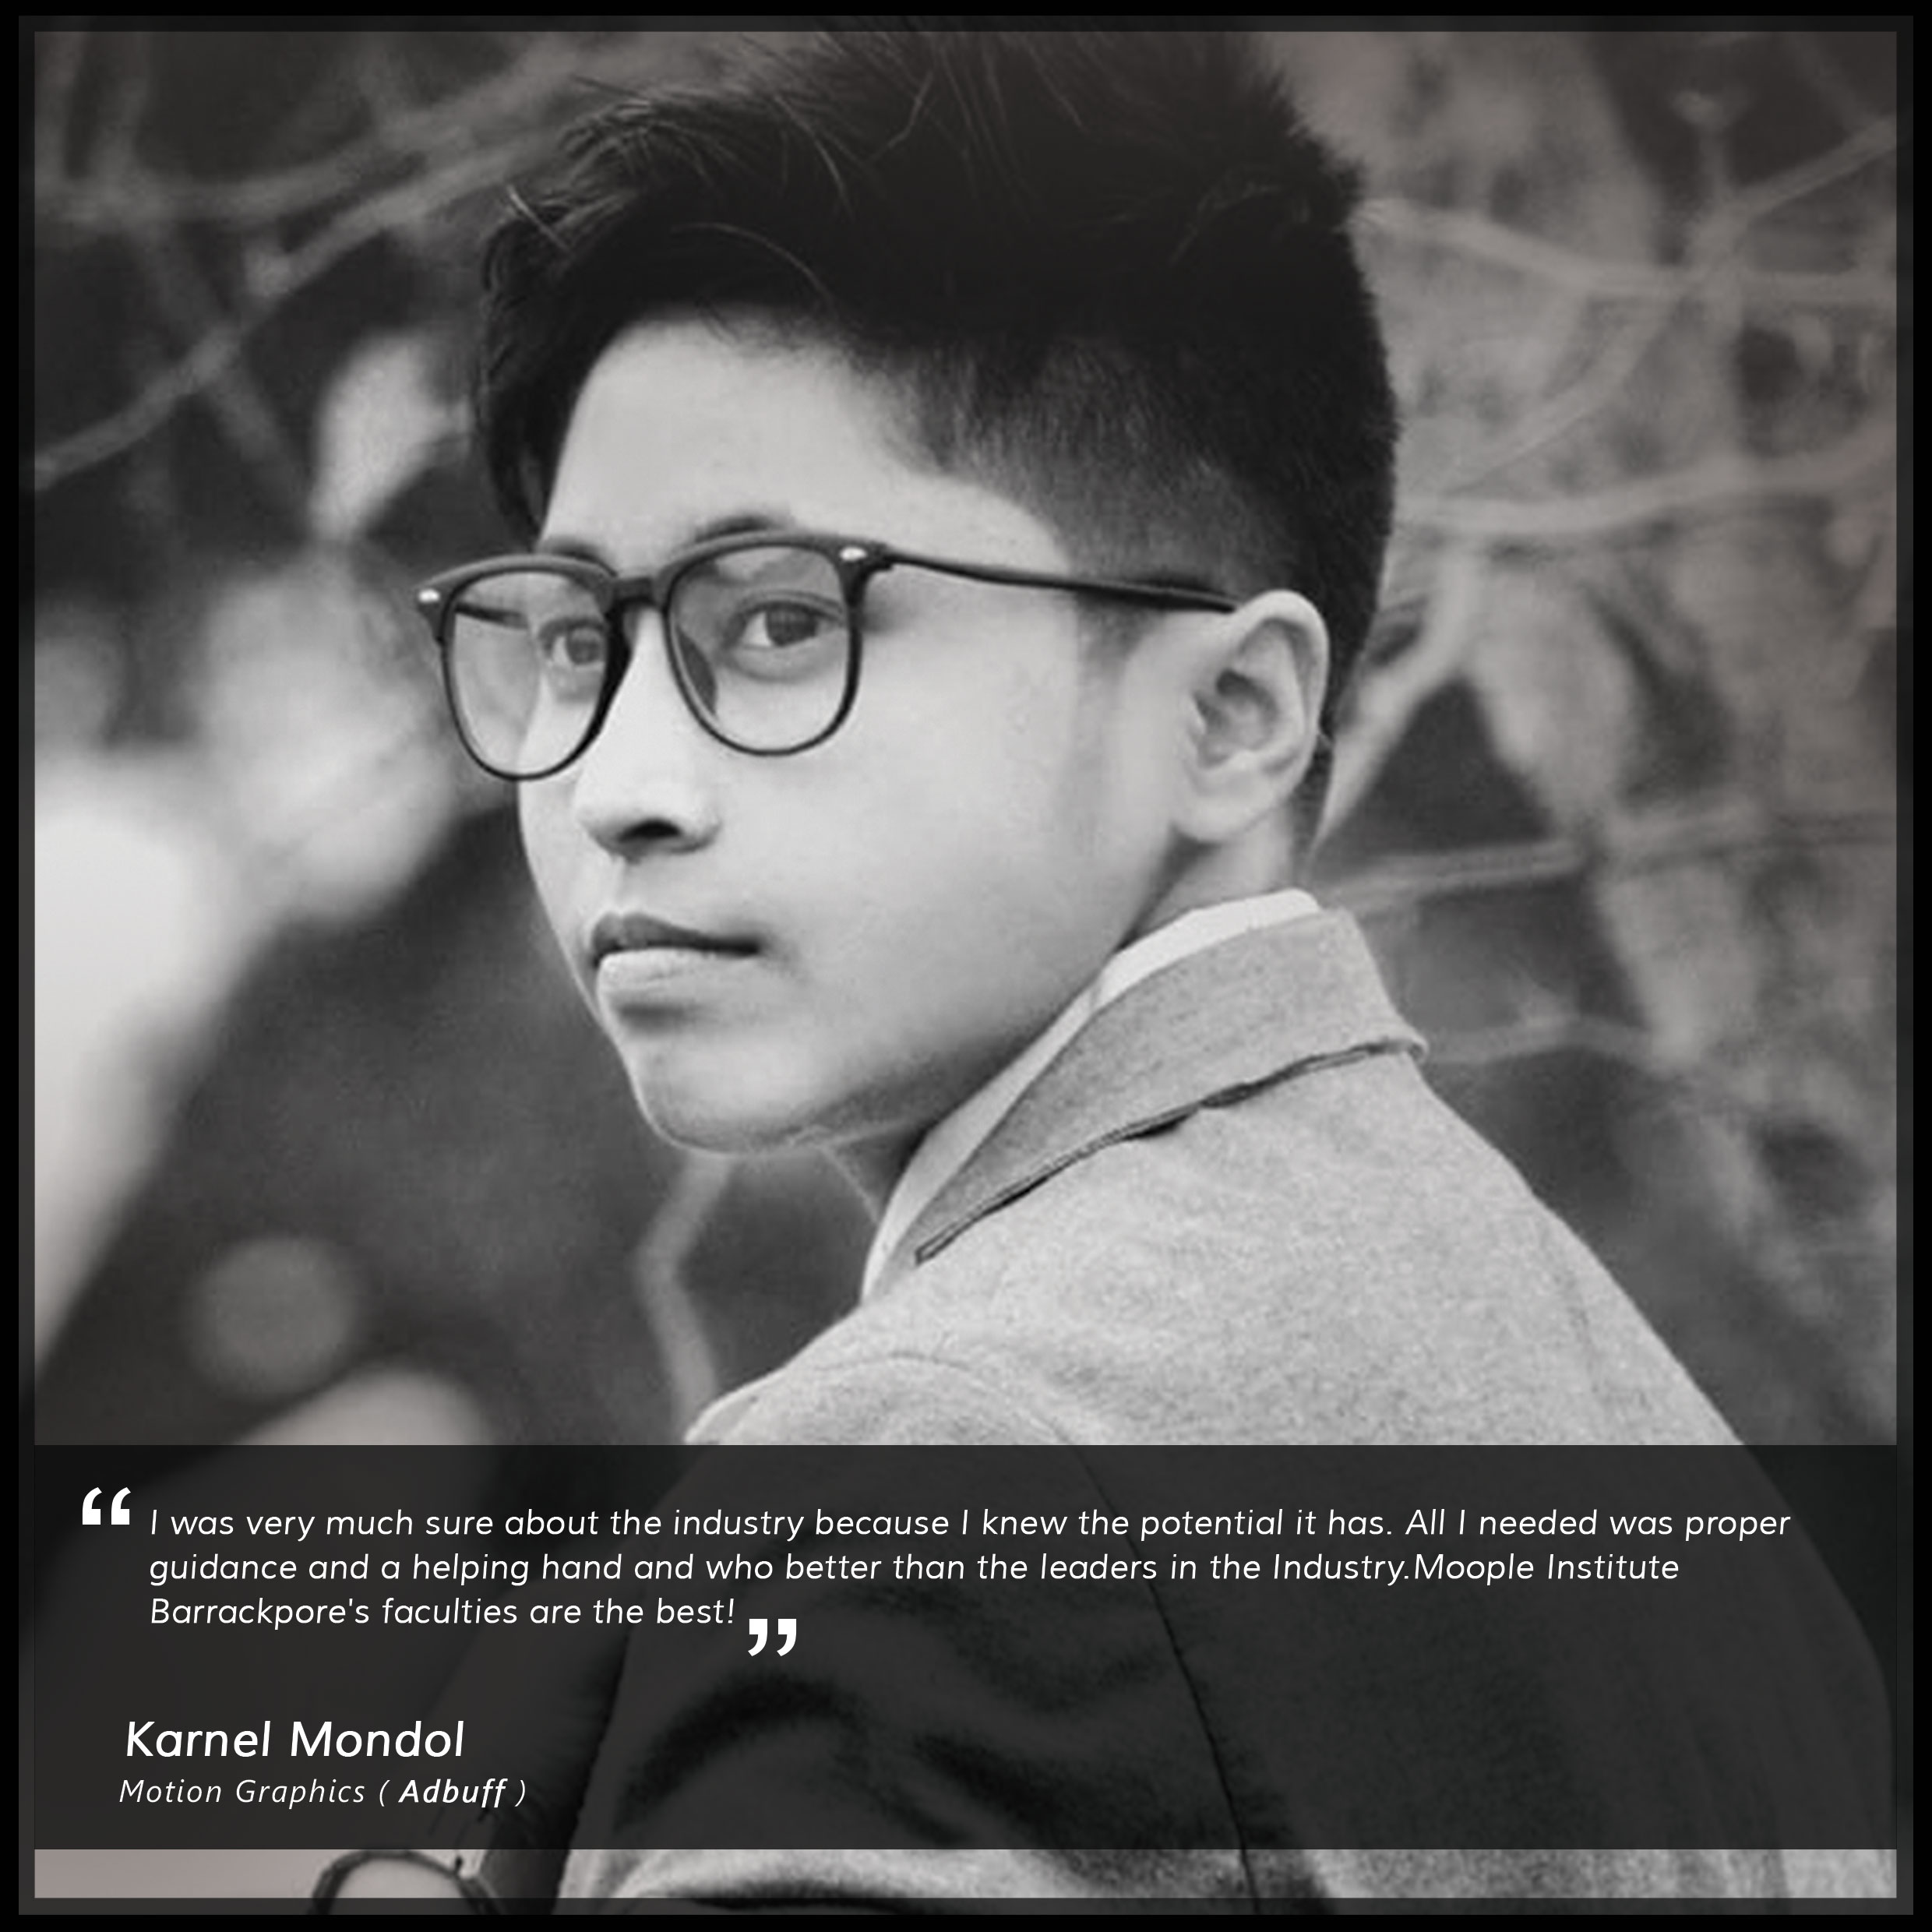 “ I was very much sure about the industry because I knew the potential it has. All I needed was proper
guidance and a helping hand and who better than the leaders in the Industry.Moople Institute
Barrackpore's faculties are the best! ”
Karnel Mondol
Motion Graphics ( Adbuff )